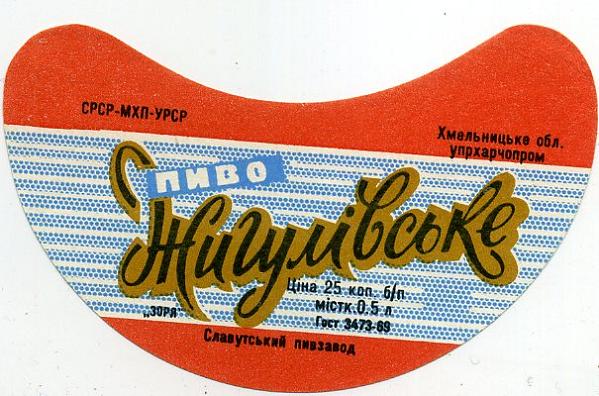 СРСР-МХП-УРСР
Хмельницьке обл.
упрхарчопром
ПИВО
Жигулівське
Ціна 25 коп. б/п
містк. 0,5 л
Гост 3473-69
„ЗОРЯ"
Славутський пивзавод